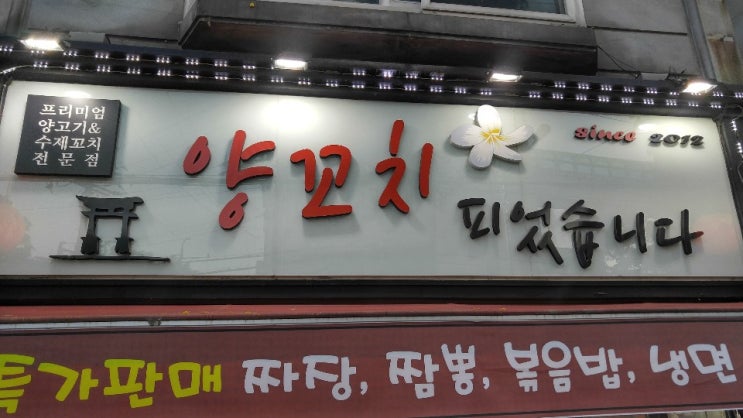 프리미엄
양고기&
수제꼬치
전문점
양꼬치
since 2012
피었습니다
특가판매 짜장, 짬뽕, 볶음밥, 냉면